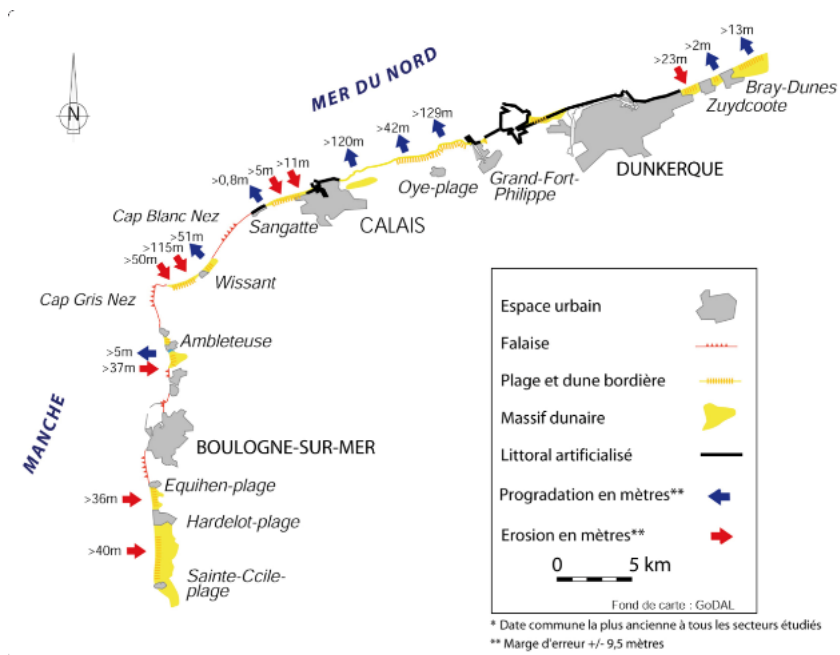 N
MER DU NORD
MANCHE
>13m
>2m
>23m
Bray-Dunes
Zuydcoote
DUNKERQUE
Grand-Fort-
Philippe
>129m
>42m
>120m
Oye-plage
>11m
>5m
>0,8m
CALAIS
Sangatte
Cap Blanc Nez
>51m
>115m
>50m
Wissant
Cap Gris Nez
Ambleteuse
>5m
>37m
BOULOGNE-SUR-MER
Equihen-plage
>36m
Hardelot-plage
>40m
Sainte-Ccile-
plage
Espace urbain
Falaise
Plage et dune bordière
Massif dunaire
Littoral artificialisé
Progradation en mètres**
Erosion en mètres**
0 5 km
Fond de carte : GoDAL
* Date commune la plus ancienne à tous les secteurs étudiés
** Marge d'erreur +/- 9,5 mètres